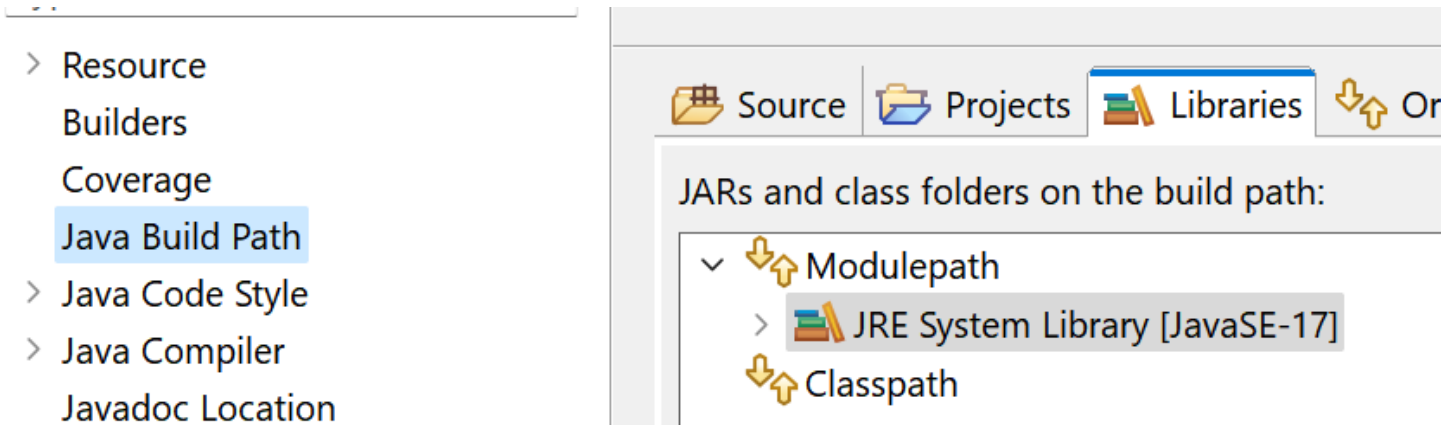 Resource
Builders
Coverage
Java Build Path
Java Code Style
Java Compiler
Javadoc Location
Source Projects Libraries Or
JARs and class folders on the build path:
Modulepath
JRE System Library [JavaSE-17]
Classpath